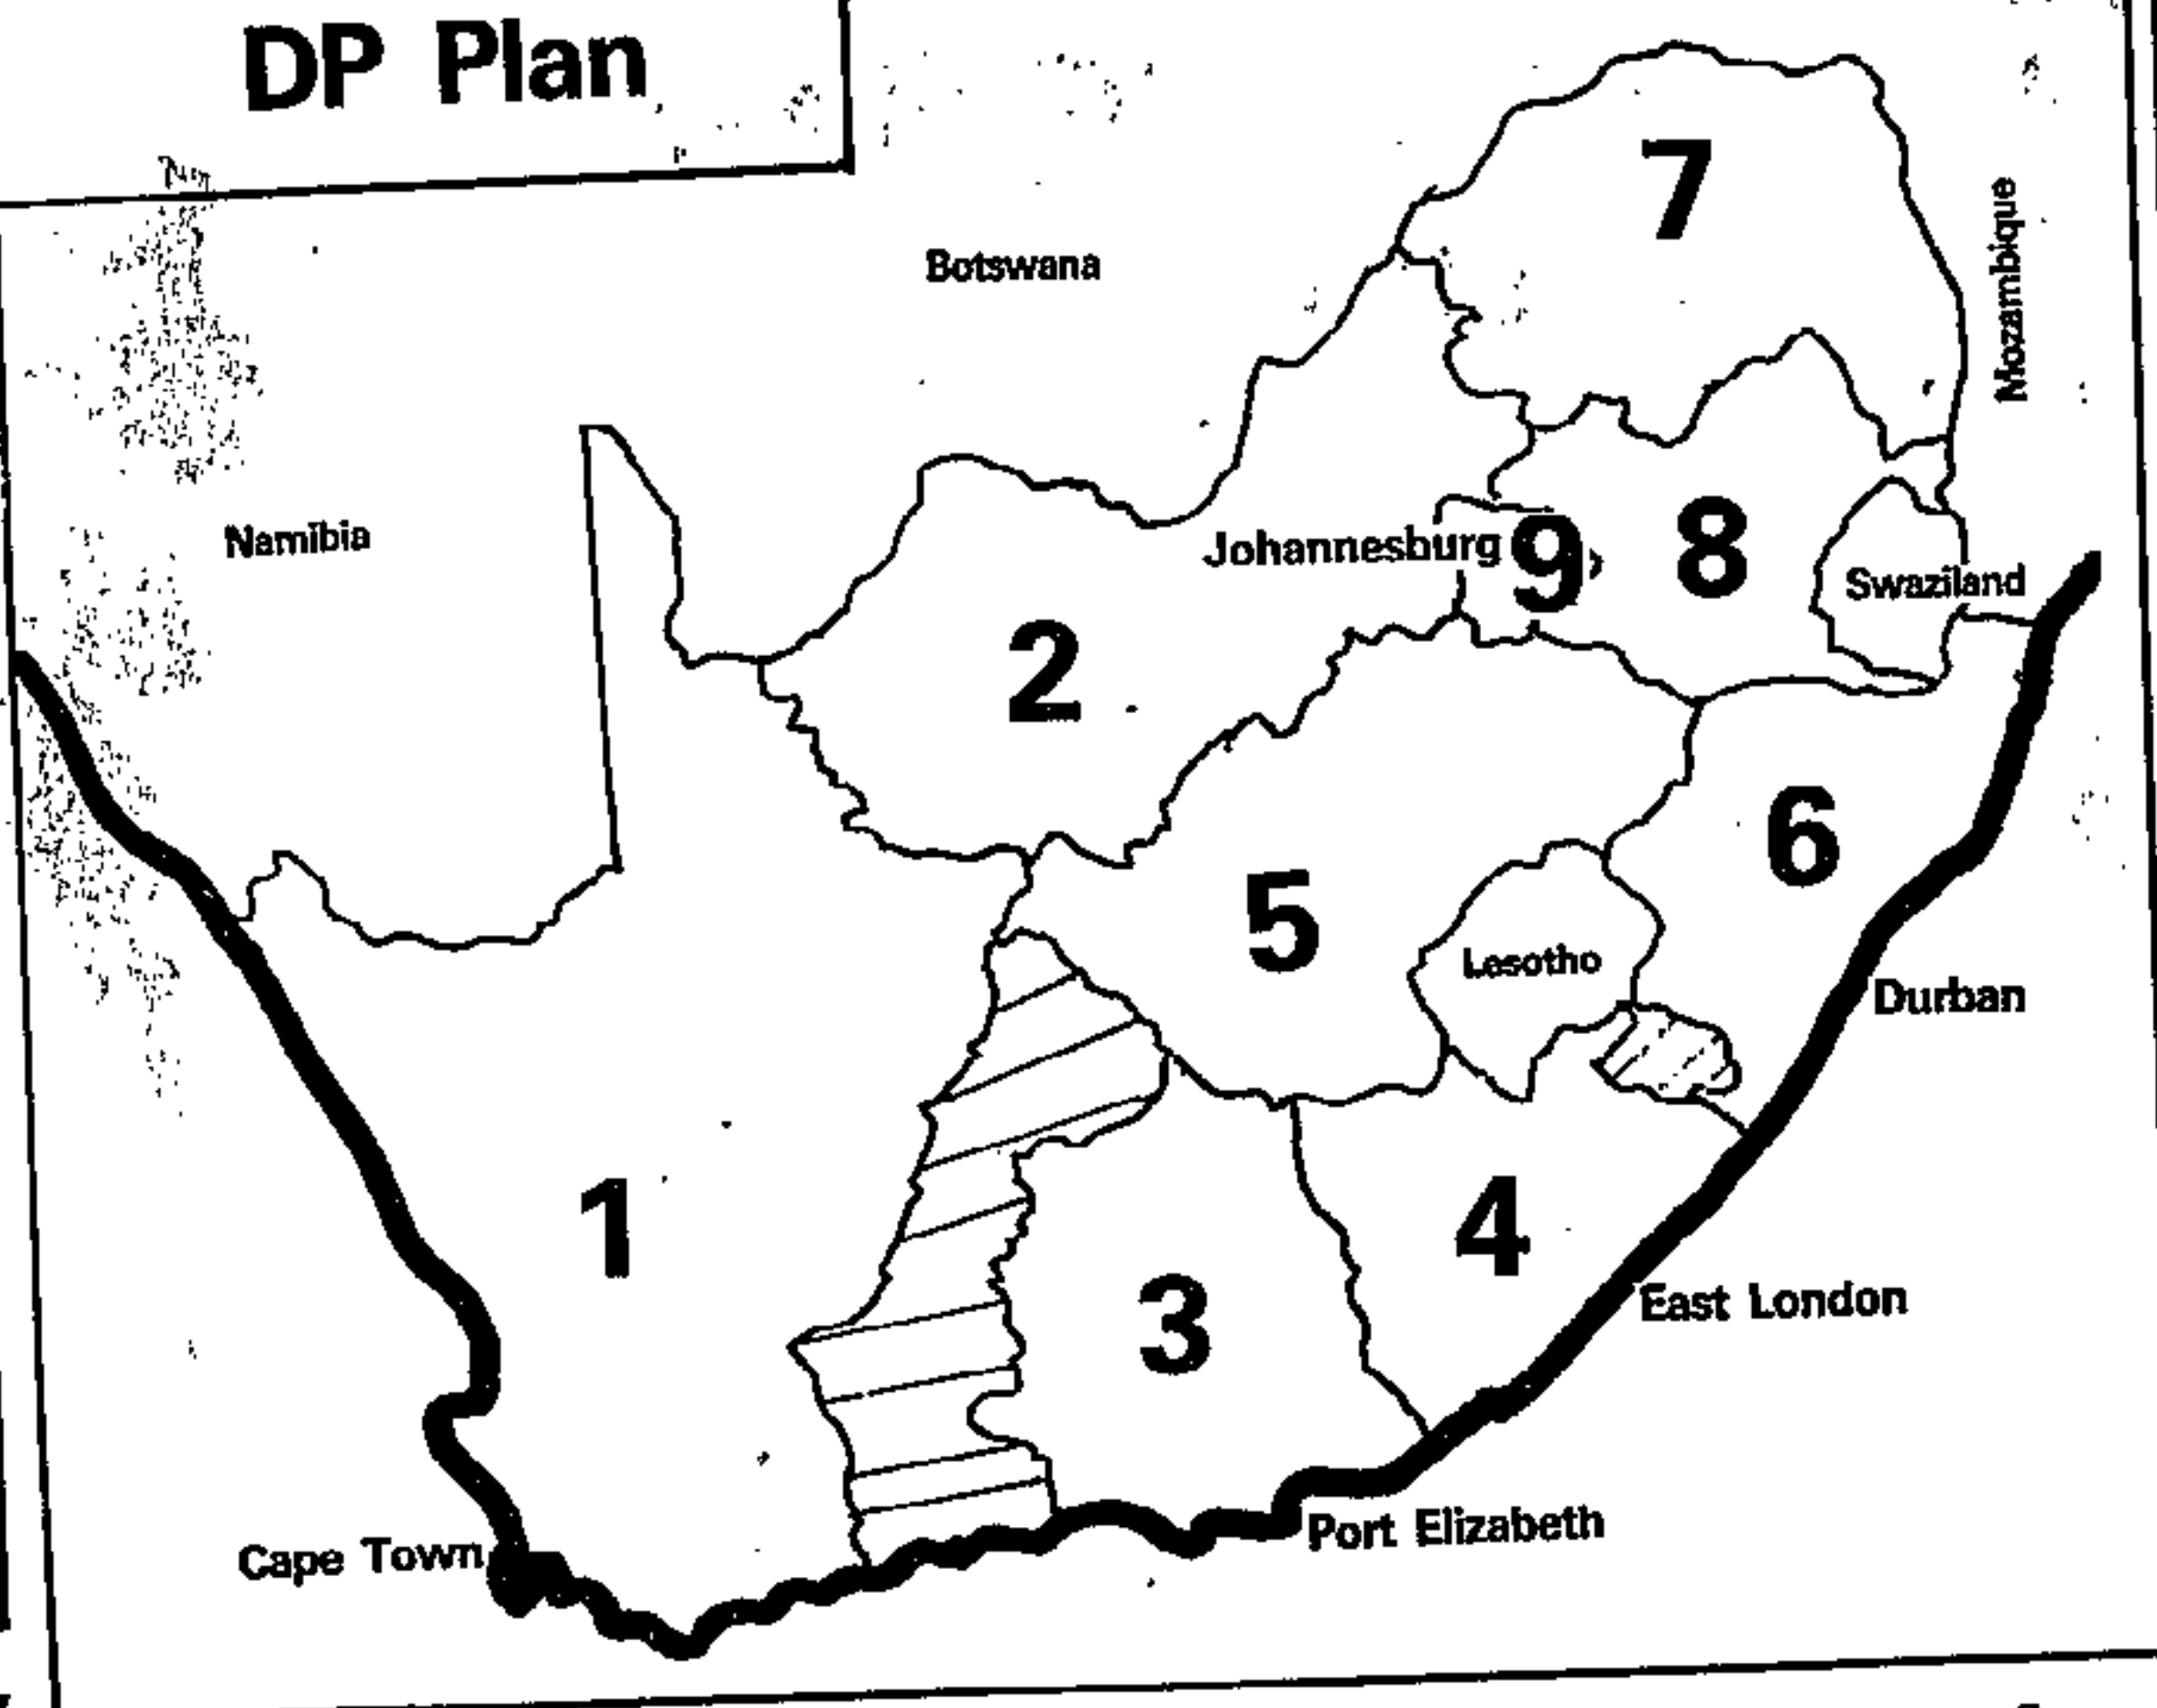 DP Plan
7
Mozambique
Botswana
Namibia
Johannesburg
9
8
Swaziland
2
6
5
Lesotho
Durban
1
4
3
East London
Port Elizabeth
Cape Town